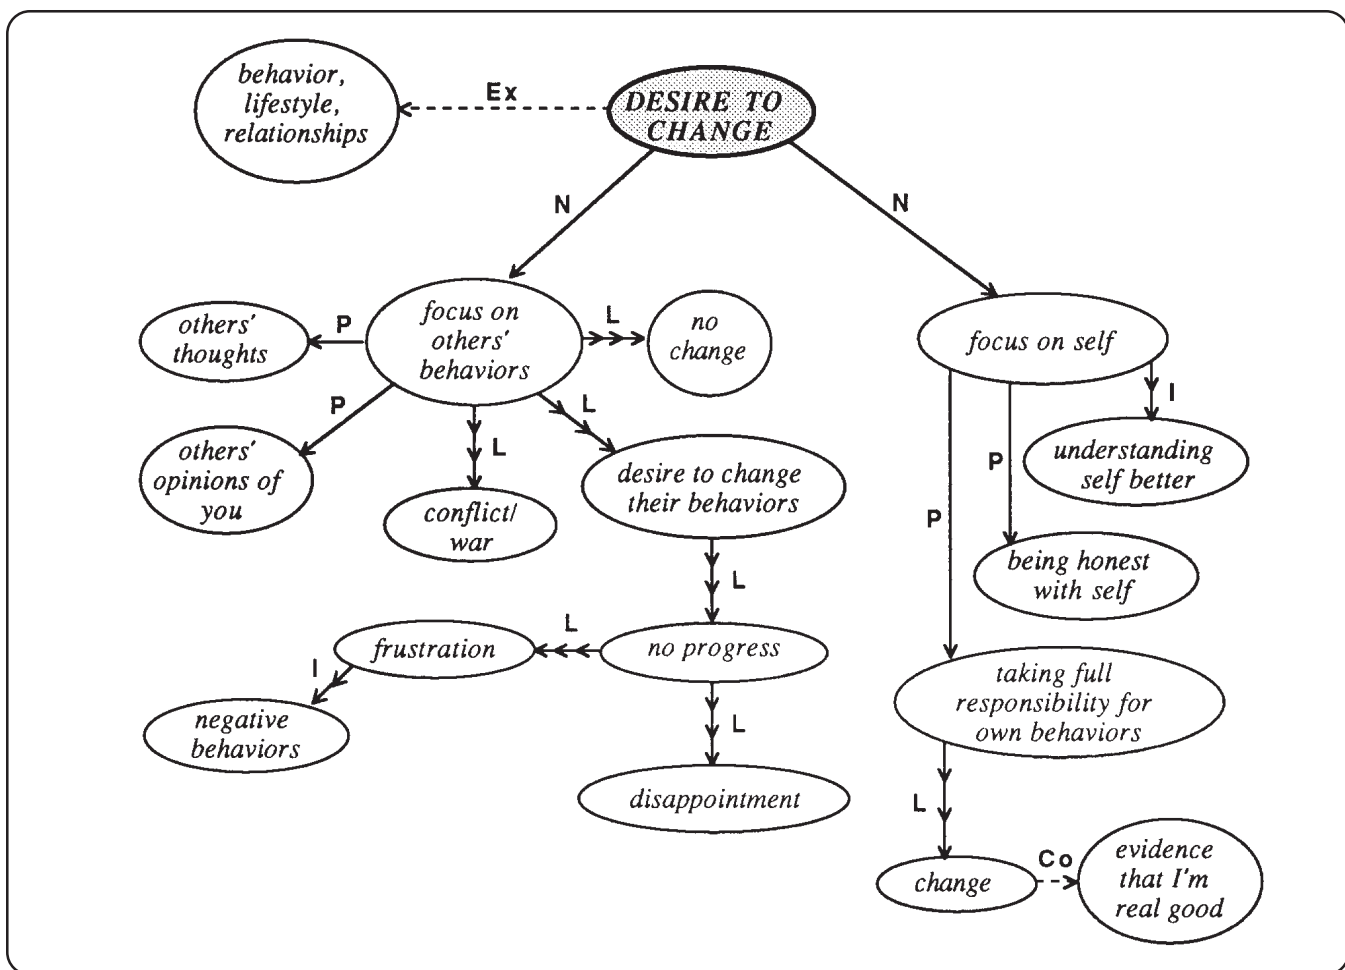 behavior,
lifestyle,
relationships
Ex
DESIRE TO
CHANGE
N
N
others'
thoughts
P
focus on
others'
behaviors
L
no
change
focus on self
P
others'
opinions of
you
L
conflict/
war
L
desire to change
their behaviors
I
understanding
self better
P
being honest
with self
P
L
frustration
L
no progress
I
negative
behaviors
L
disappointment
taking full
responsibility for
own behaviors
L
change
Co
evidence
that I'm
real good